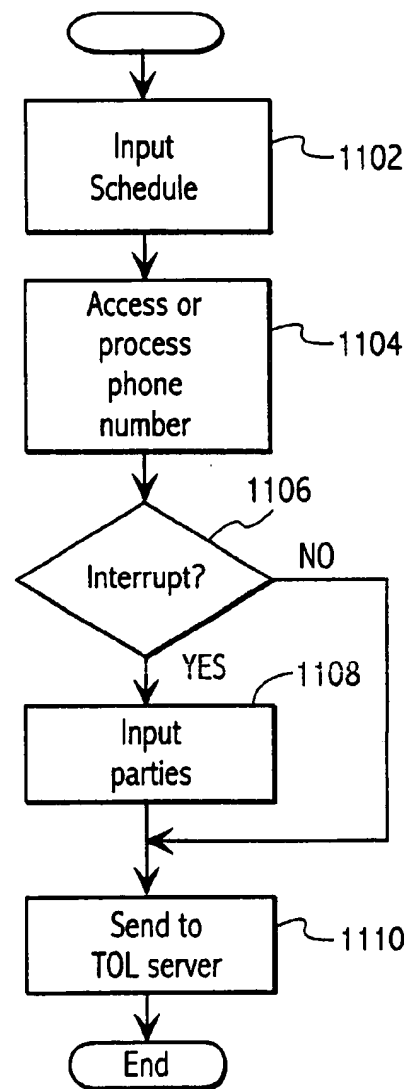 Input
Schedule
1102
Access or
process
phone
number
1104
1106
Interrupt?
NO
YES
1108
Input
parties
Send to
TOL server
1110
End